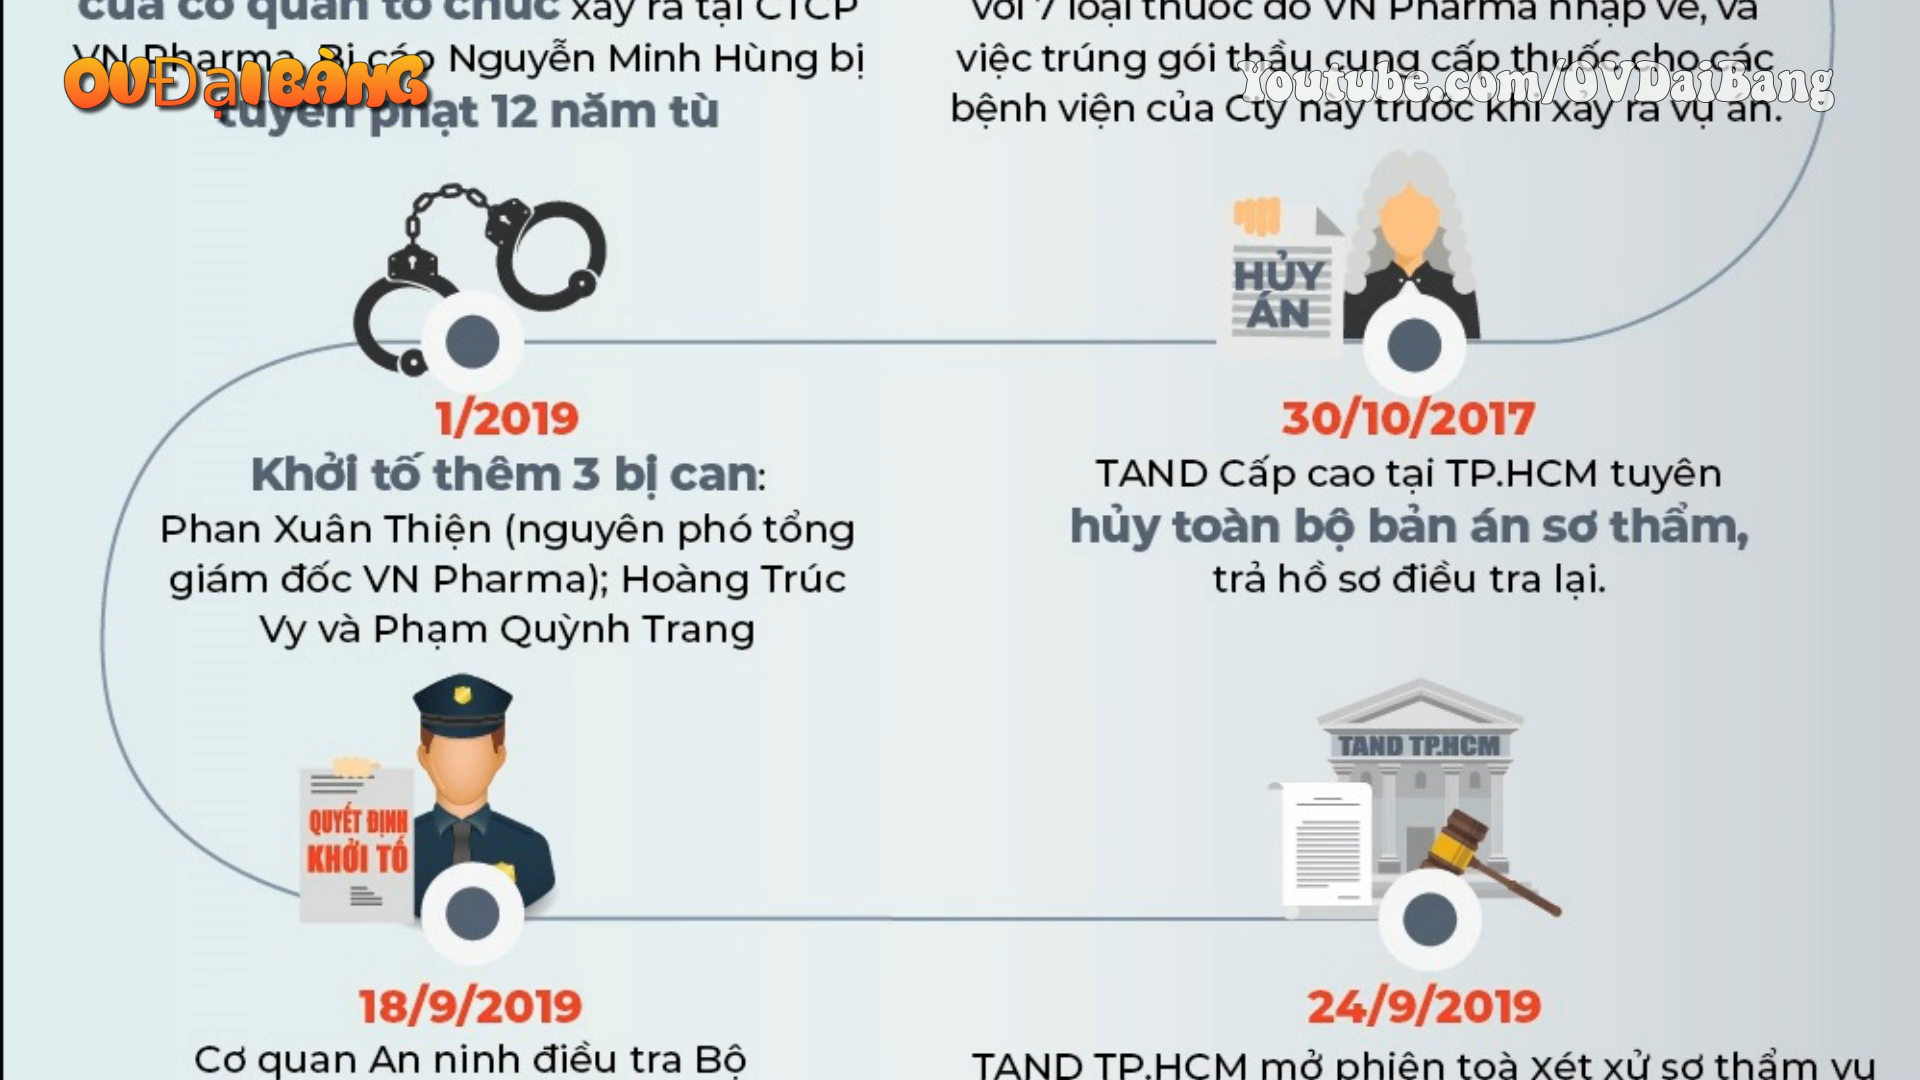 của cơ quan tổ chức xảy ra tại CTCP
VN Pharma. Bị cáo Nguyễn Minh Hùng bị
tuyên phạt 12 năm tù
OVĐạI BÀNG
với 7 loại thuốc do VN Pharma nhập về, và
việc trúng gói thầu cung cấp thuốc cho các
bệnh viện của Cty này trước khi xảy ra vụ án.
Youtube.com/OVDaiBang
HỦY
ÁN
1/2019
Khởi tố thêm 3 bị can:
Phan Xuân Thiện (nguyên phó tổng
giám đốc VN Pharma); Hoàng Trúc
Vy và Phạm Quỳnh Trang
30/10/2017
TAND Cấp cao tại TP.HCM tuyên
hủy toàn bộ bản án sơ thẩm,
trả hồ sơ điều tra lại.
QUYẾT ĐỊNH
KHỞI TỐ
TAND TP.HCM
18/9/2019
Cơ quan An ninh điều tra Bộ
24/9/2019
TAND TP.HCM mở phiên toà xét xử sơ thẩm vụ